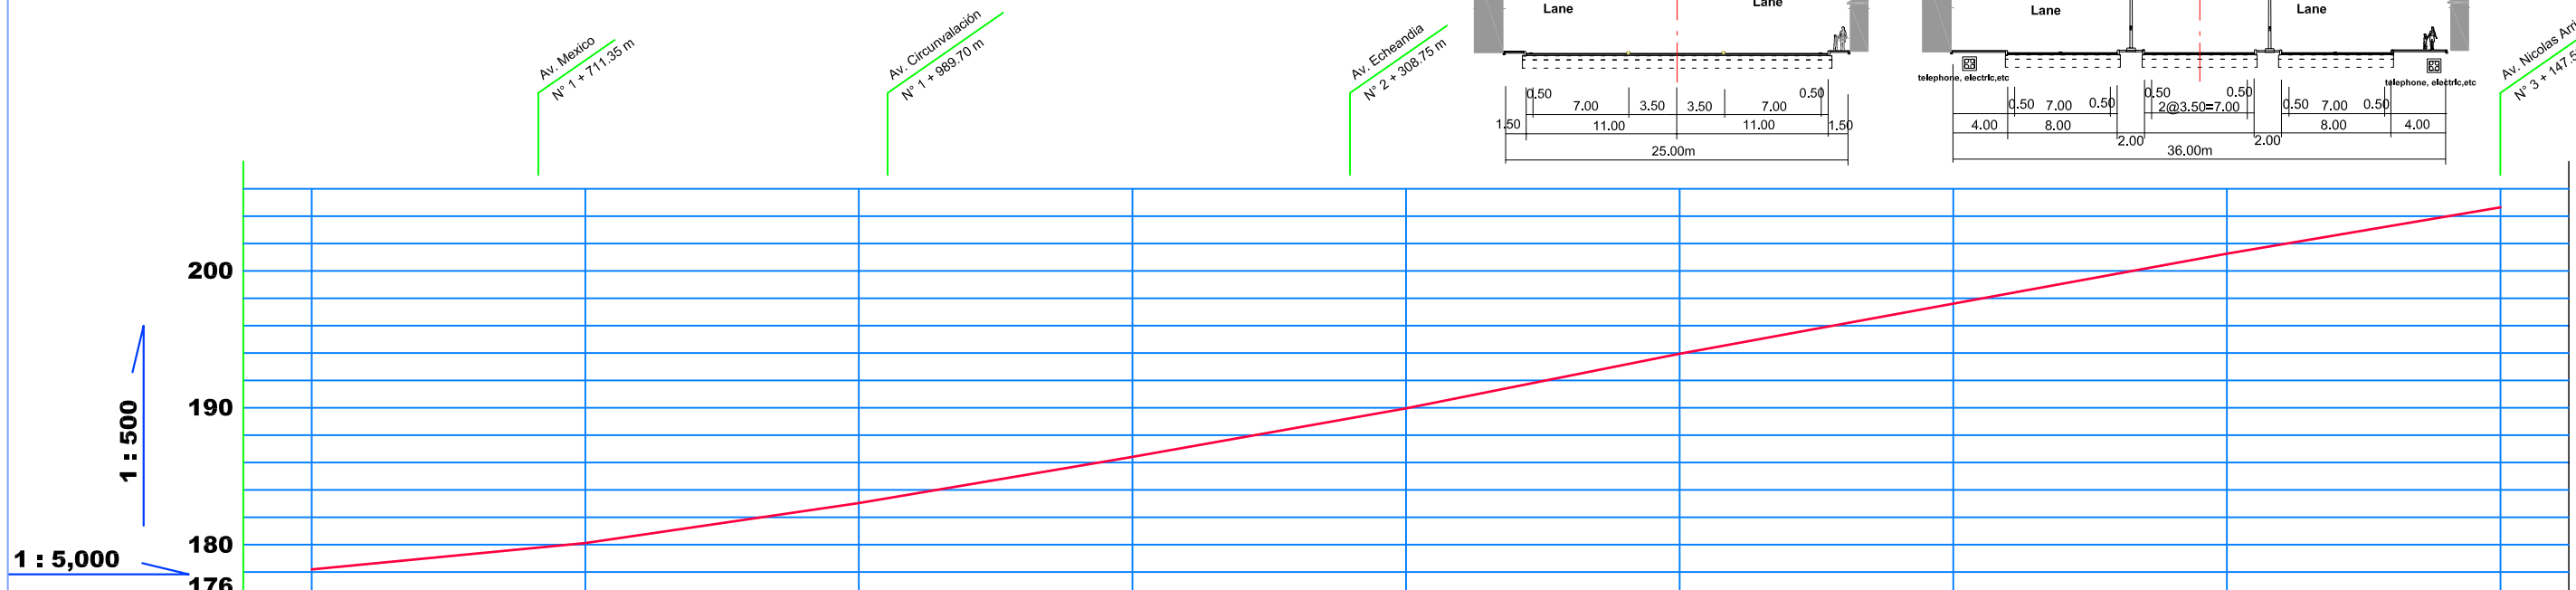 Lane
Lane
Lane
Lane
Av. Mexico
N° 1 + 711.35 m
Av. Circunvalación
N° 1 + 989.70 m
Av. Echeandia
N° 2 + 308.75 m
Av. Nicolas
N° 3 + 147.5
telephone, electric,etc
telephone, electric,etc
0.50 7.00 3.50 3.50 7.00 0.50
1.50 11.00 11.00 1.50
25.00m
0.50 0.50
0.50 7.00 0.50 2@3.50=7.00 0.50 7.00 0.50
4.00 8.00 2.00 2.00 8.00 4.00
36.00m
200
190
180
176
1 : 500
1 : 5,000